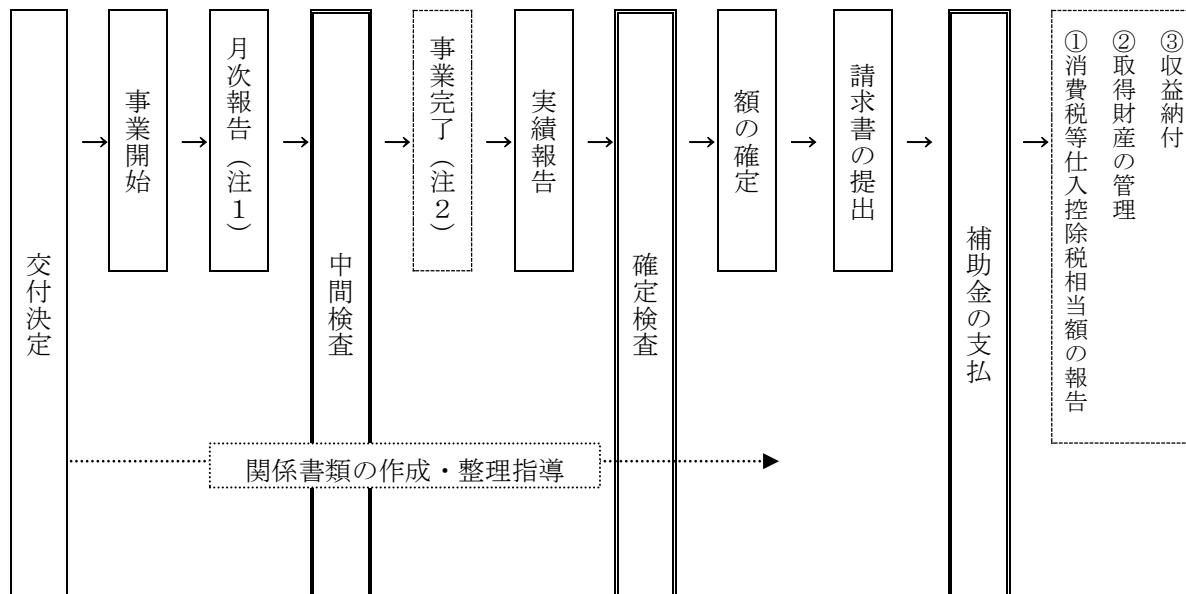 交付決定
→
事業開始
→
月次報告（注１）
→
中間検査
→
事業完了（注２）
→
実績報告
→
確定検査
→
額の確定
→
請求書の提出
→
補助金の支払
→
①消費税等仕入控除税相当額の報告
②取得財産の管理
③収益納付
関係書類の作成・整理指導